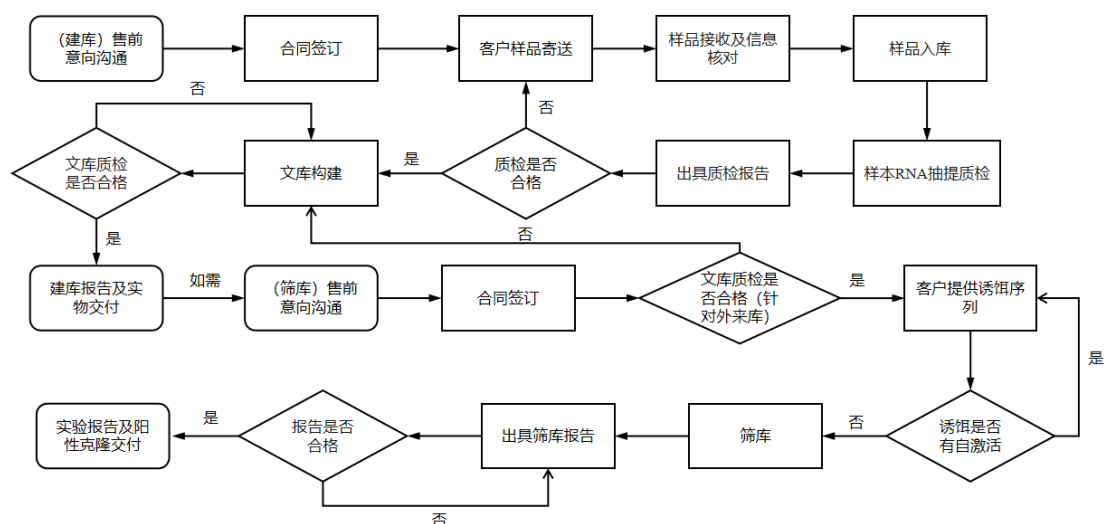 （建库）售前
意向沟通
合同签订
客户样品寄送
样品接收及信息
核对
样品入库
否
否
文库质检
是否合格
文库构建
是
质检是否
合格
出具质检报告
样本RNA抽提质检
是
否
建库报告及实
物交付
如需
（筛库）售前
意向沟通
合同签订
文库质检是
否合格（针
对外来库）
是
客户提供诱饵序
列
是
实验报告及阳
性克隆交付
是
报告是否
合格
出具筛库报告
筛库
否
诱饵是否
有自激活
否